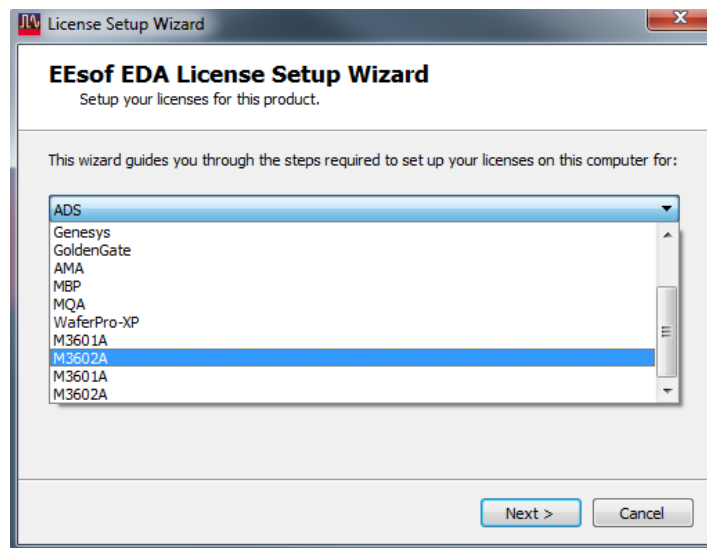 License Setup Wizard
EEsof EDA License Setup Wizard
Setup your licenses for this product.
This wizard guides you through the steps required to set up your licenses on this computer for:
ADS
Genesys
GoldenGate
AMA
MBP
MQA
WaferPro-XP
M3601A
M3602A
M3601A
M3602A
Next >
Cancel